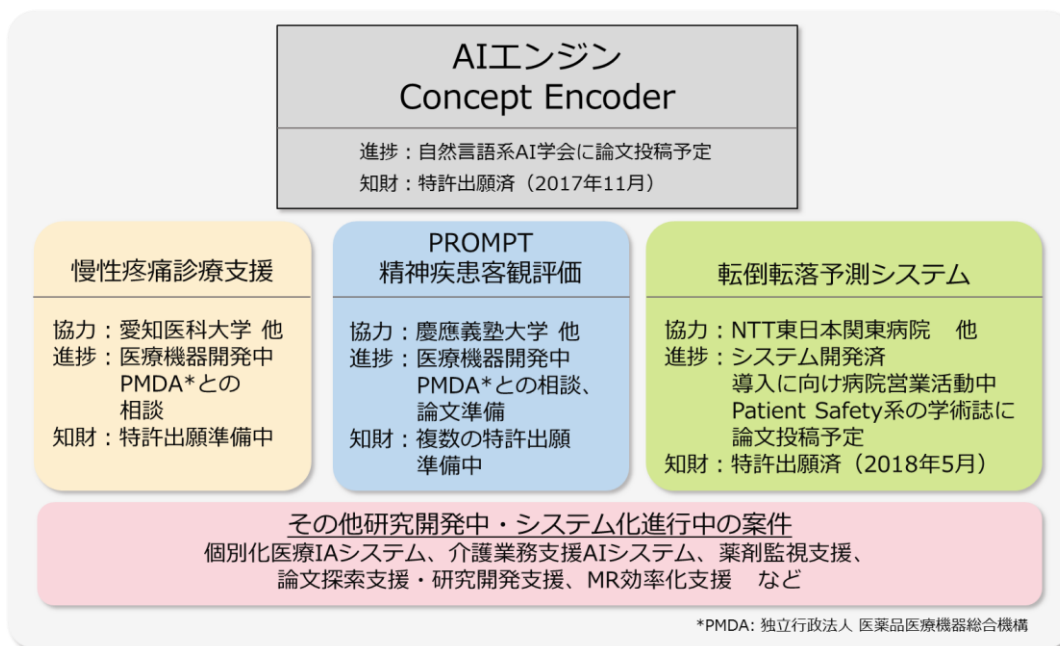 AIエンジン
Concept Encoder
進捗：自然言語系AI学会に論文投稿予定
知財：特許出願済（2017年11月）
慢性疼痛診療支援
協力：愛知医科大学 他
進捗：医療機器開発中
PMDA*との
相談
知財：特許出願準備中
PROMPT
精神疾患客観評価
協力：慶應義塾大学 他
進捗：医療機器開発中
PMDA*との相談、
論文準備
知財：複数の特許出願
準備中
転倒転落予測システム
協力：NTT東日本関東病院　他
進捗：システム開発済
導入に向け病院営業活動中
Patient Safety系の学術誌に
論文投稿予定
知財：特許出願済（2018年5月）
その他研究開発中・システム化進行中の案件
個別化医療IAシステム、介護業務支援AIシステム、薬剤監視支援、
論文探索支援・研究開発支援、MR効率化支援　など
*PMDA: 独立行政法人 医薬品医療機器総合機構